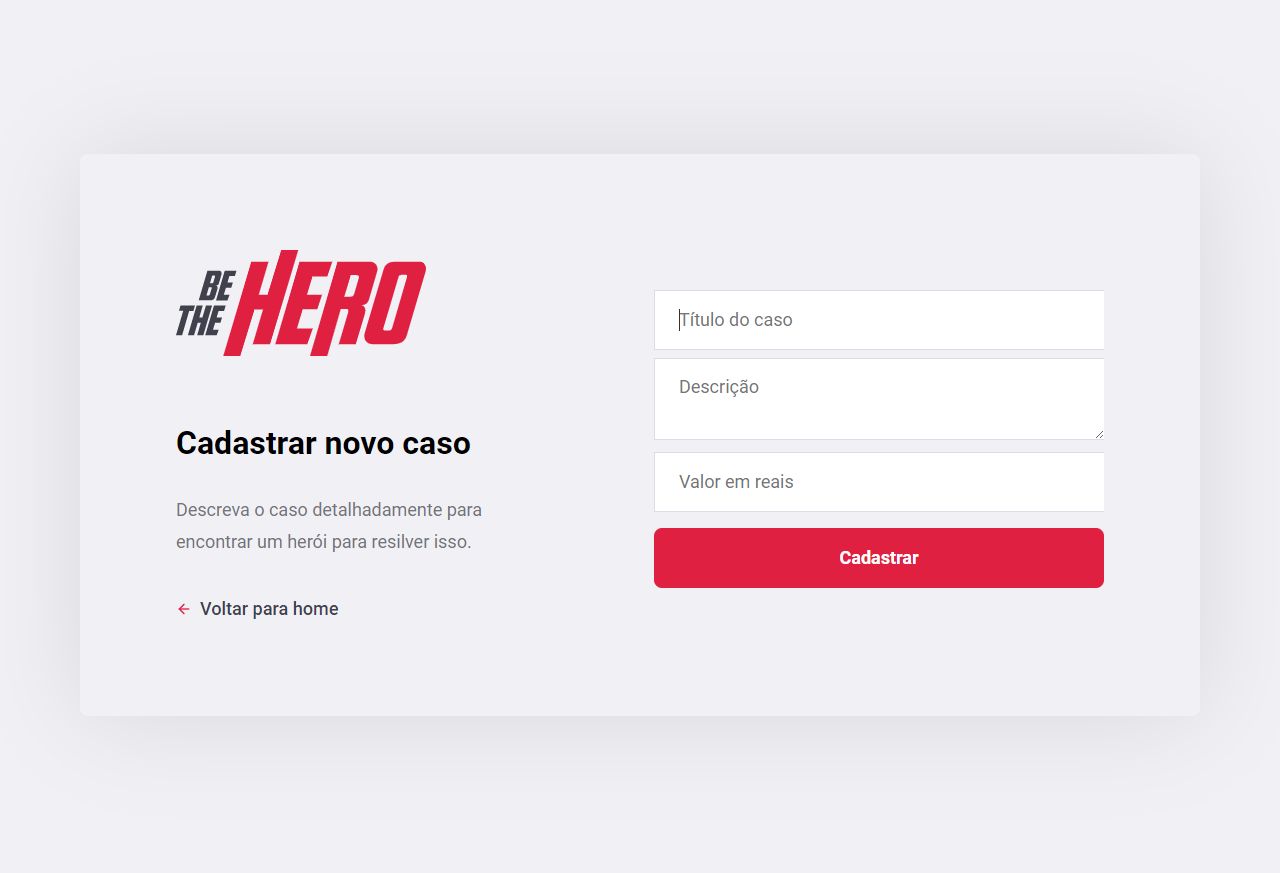 BE
THE HERO
Cadastrar novo caso
Descreva o caso detalhadamente para
encontrar um herói para resilver isso.
Voltar para home
Título do caso
Descrição
Valor em reais
Cadastrar